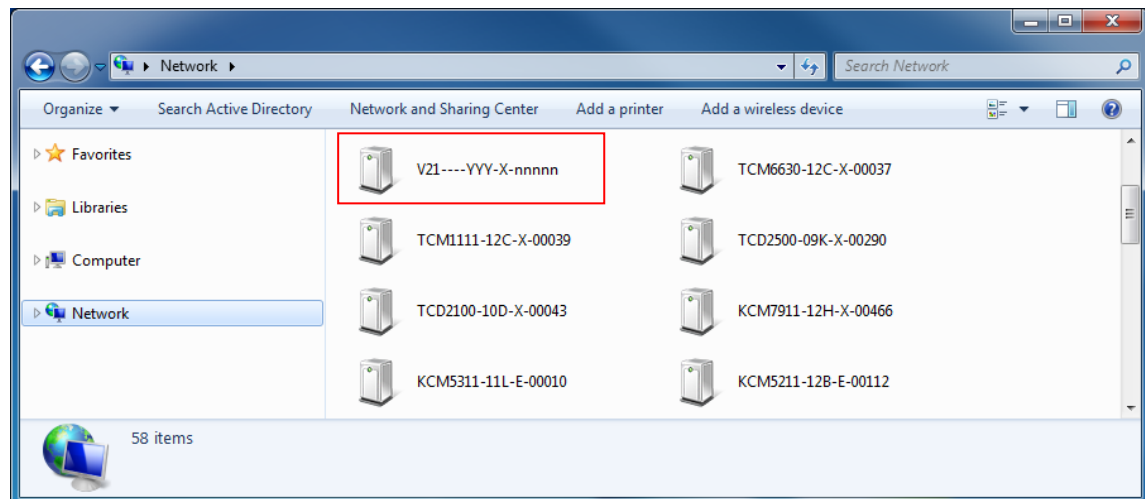 Network
Search Network
Organize Search Active Directory Network and Sharing Center Add a printer Add a wireless device
Favorites
Libraries
Computer
Network
V21----YYY-X-nnnnn TCM6630-12C-X-00037
TCM1111-12C-X-00039 TCD2500-09K-X-00290
TCD2100-10D-X-00043 KCM7911-12H-X-00466
KCM5311-11L-E-00010 KCM5211-12B-E-00112
58 items